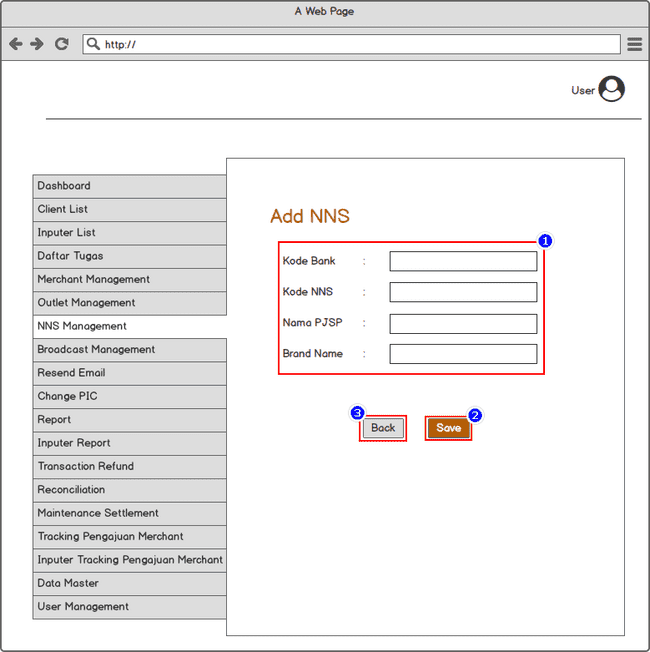 A Web Page
http://
User
Dashboard
Client List
Inputer List
Daftar Tugas
Merchant Management
Outlet Management
NNS Management
Broadcast Management
Resend Email
Change PIC
Report
Inputer Report
Transaction Refund
Reconciliation
Maintenance Settlement
Tracking Pengajuan Merchant
Inputer Tracking Pengajuan Merchant
Data Master
User Management
Add NNS
1
Kode Bank :
Kode NNS :
Nama PJSP :
Brand Name :
3
Back
2
Save